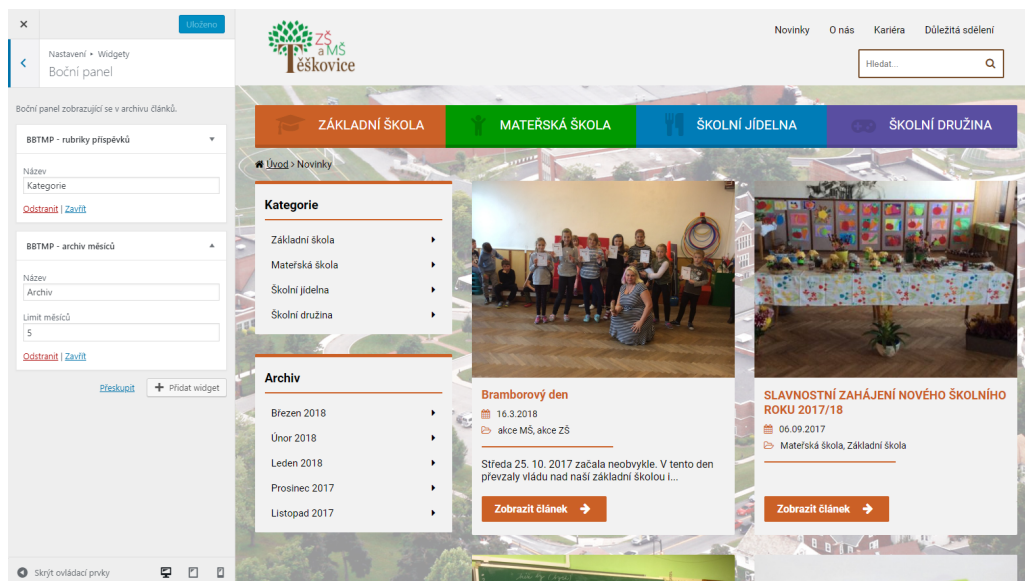 Uloženo
Nastavení • Widgety
Boční panel
Boční panel zobrazující se v archivu článků.
BBTMP - rubriky příspěvků
Název
Kategorie
Odstranit | Zavřít
BBTMP - archiv měsíců
Název
Archiv
Limit měsíců
5
Odstranit | Zavřít
Přeskupit
Přidat widget
Skrýt ovládací prvky
ZŠ
a MŠ
Těškovice
Novinky O nás Kariéra Důležitá sdělení
Hledat...
ZÁKLADNÍ ŠKOLA MATEŘSKÁ ŠKOLA ŠKOLNÍ JÍDELNA ŠKOLNÍ DRUŽINA
Úvod > Novinky
Kategorie
Základní škola
Mateřská škola
Školní jídelna
Školní družina
Archiv
Březen 2018
Únor 2018
Leden 2018
Prosinec 2017
Listopad 2017
Bramborový den
16.3.2018
akce MŠ, akce ZŠ
Středa 25. 10. 2017 začala neobvykle. V tento den
převzaly vládu nad naší základní školou i...
Zobrazit článek
SLAVNOSTNÍ ZAHÁJENÍ NOVÉHO ŠKOLNÍHO
ROKU 2017/18
06.09.2017
Mateřská škola, Základní škola
Zobrazit článek